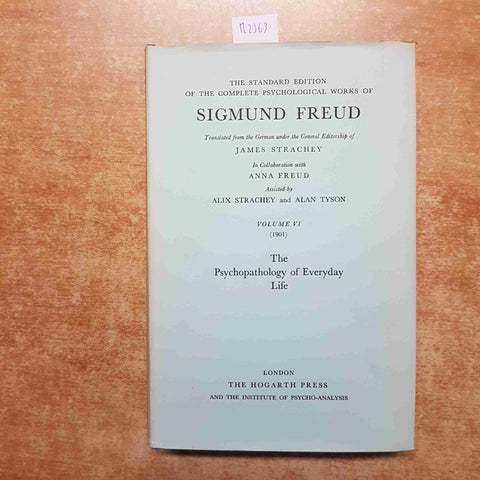 M2363
THE STANDARD EDITION
OF THE COMPLETE PSYCHOLOGICAL WORKS OF
SIGMUND FREUD
Translated from the German under the General Editorship of
JAMES STRACHEY
In Collaboration with
ANNA FREUD
Assisted by
ALIX STRACHEY and ALAN TYSON
VOLUME VI
(1901)
The
Psychopathology of Everyday
Life
LONDON
THE HOGARTH PRESS
AND THE INSTITUTE OF PSYCHO-ANALYSIS